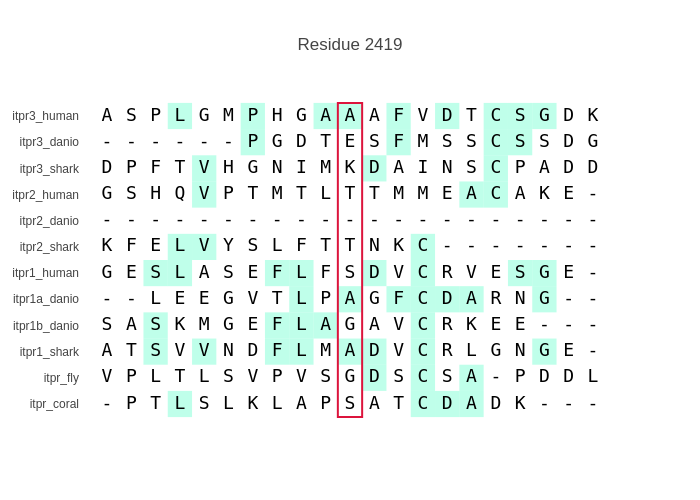 Residue 2419
itpr3_human A S P L G M P H G A A A F V D T C S G D K
itpr3_danio - - - - - - P G D T E S F M S S C S S D G
itpr3_shark D P F T V H G N I M K D A I N S C P A D D
itpr2_human G S H Q V P T M T L T T M M E A C A K E -
itpr2_danio - - - - - - - - - - - - - - - - - - - - -
itpr2_shark K F E L V Y S L F T T N K C - - - - - - -
itpr1_human G E S L A S E F L F S D V C R V E S G E -
itpr1a_danio - - L E E G V T L P A G F C D A R N G - -
itpr1b_danio S A S K M G E F L A G A V C R K E E - - -
itpr1_shark A T S V V N D F L M A D V C R L G N G E -
itpr_fly V P L T L S V P V S G D S C S A - P D D L
itpr_coral - P T L S L K L A P S A T C D A D K - - -